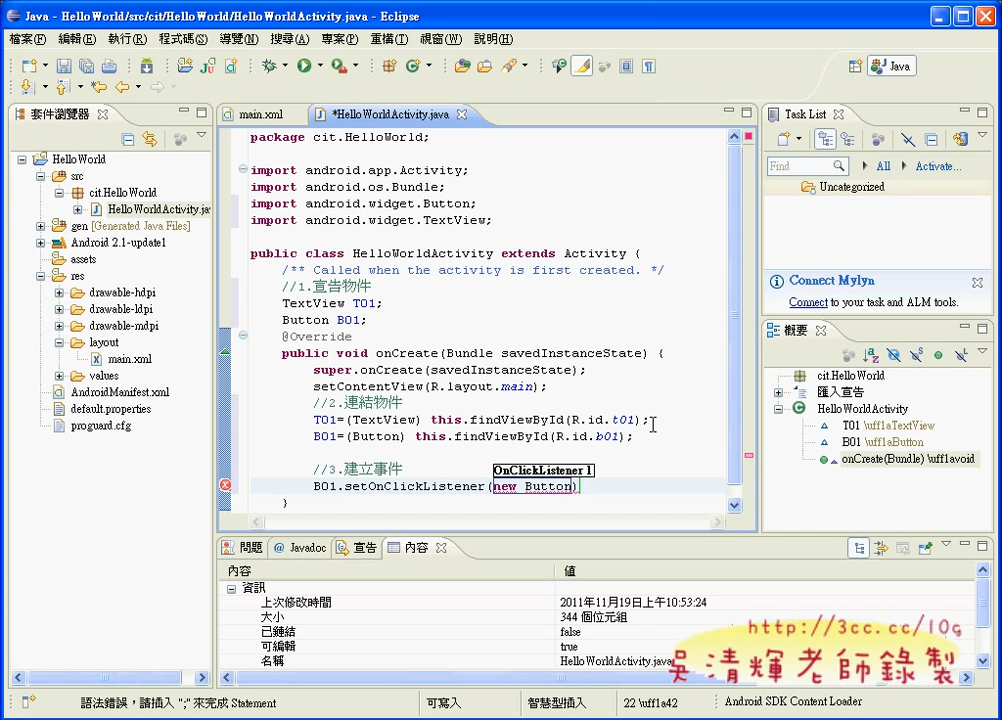 Java - HelloWorld/src/cit/HelloWorld/HelloWorldActivity.java - Eclipse
檔案(F) 編輯(E) 執行(R) 程式碼(S) 導覽(N) 搜尋(A) 專案(P) 重構(T) 視窗(W) 說明(H)
Java
套件瀏覽器
HelloWorld
src
cit.HelloWorld
HelloWorldActivity.jav
gen [Generated Java Files]
Android 2.1-update1
assets
res
drawable-hdpi
drawable-ldpi
drawable-mdpi
layout
main.xml
values
AndroidManifest.xml
default.properties
proguard.cfg
main.xml *HelloWorldActivity.java
package cit.HelloWorld;
import android.app.Activity;
import android.os.Bundle;
import android.widget.Button;
import android.widget.TextView;
public class HelloWorldActivity extends Activity {
/** Called when the activity is first created. */
//1.宣告物件
TextView TO1;
Button BO1;
@Override
public void onCreate(Bundle savedInstanceState) {
super.onCreate(savedInstanceState);
setContentView(R.layout.main);
//2.連結物件
TO1=(TextView) this.findViewById(R.id.tO1);
BO1=(Button) this.findViewById(R.id.bO1);
//3.建立事件
OnClickListener l
BO1.setOnClickListener(new Button)
}
Task List
Find All Activate...
Uncategorized
Connect Mylyn
Connect to your task and ALM tools.
概要
cit.HelloWorld
匯入宣告
HelloWorldActivity
TO1 \uff1aTextView
BO1 \uff1aButton
onCreate(Bundle) \uff1avoid
問題 @ Javadoc 宣告 內容
內容 值
資訊
上次修改時間 2011年11月19日上午10:53:24
大小 344 個位元組
已鏈結 false
可編輯 true
名稱 HelloWorldActivity.java
http://3cc.cc/10q
吳清輝老師錄製
語法錯誤，請插入 ";" 來完成 Statement 可寫入 智慧型插入 22 \uff1a42 Android SDK Content Loader